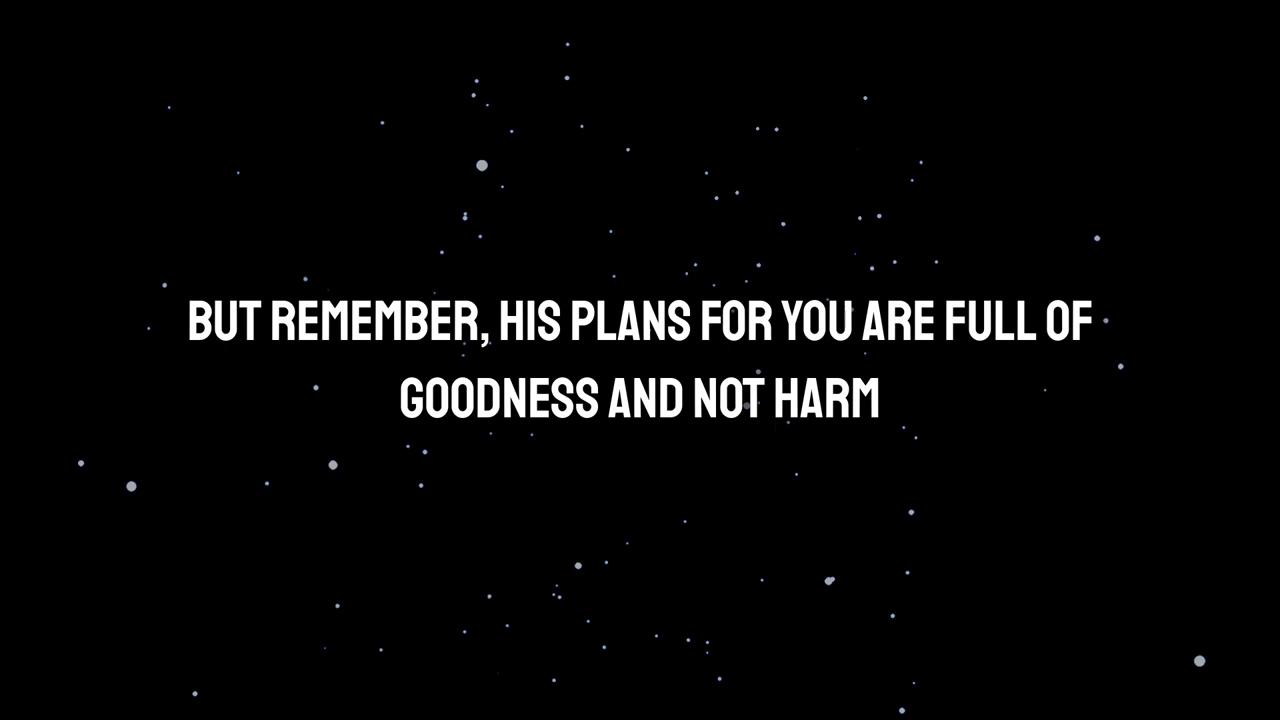 BUT REMEMBER, HIS PLANS FOR YOU ARE FULL OF
GOODNESS AND NOT HARM